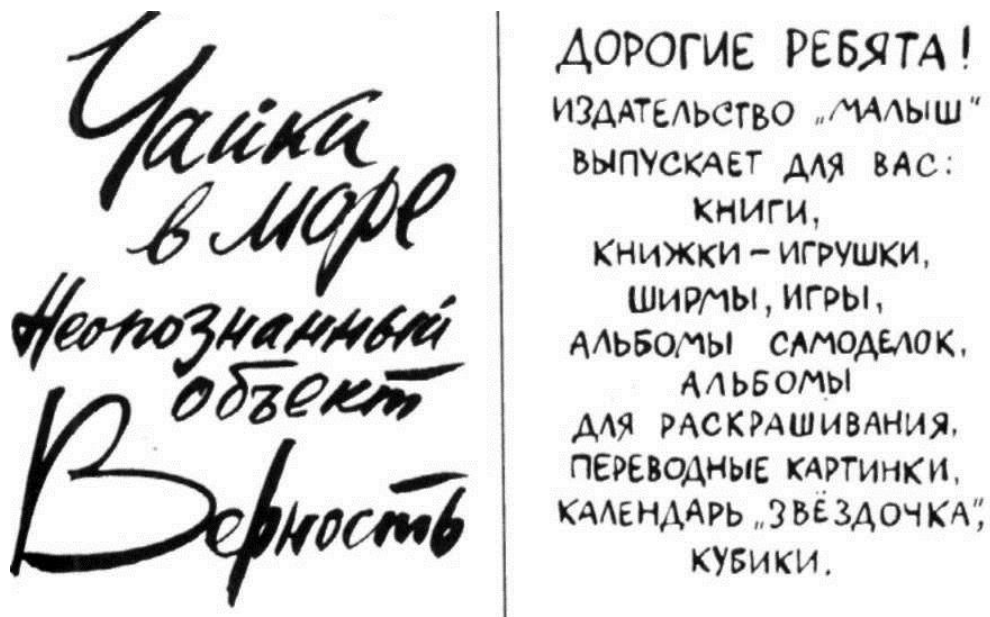 Чайки
в море
Неопознанный
объект
Верность
ДОРОГИЕ РЕБЯТА!
ИЗДАТЕЛЬСТВО „МАЛЫШ“
ВЫПУСКАЕТ ДЛЯ ВАС:
КНИГИ,
КНИЖКИ – ИГРУШКИ,
ШИРМЫ, ИГРЫ,
АЛЬБОМЫ САМОДЕЛОК,
АЛЬБОМЫ
ДЛЯ РАСКРАШИВАНИЯ,
ПЕРЕВОДНЫЕ КАРТИНКИ,
КАЛЕНДАРЬ „ЗВЁЗДОЧКА“,
КУБИКИ.